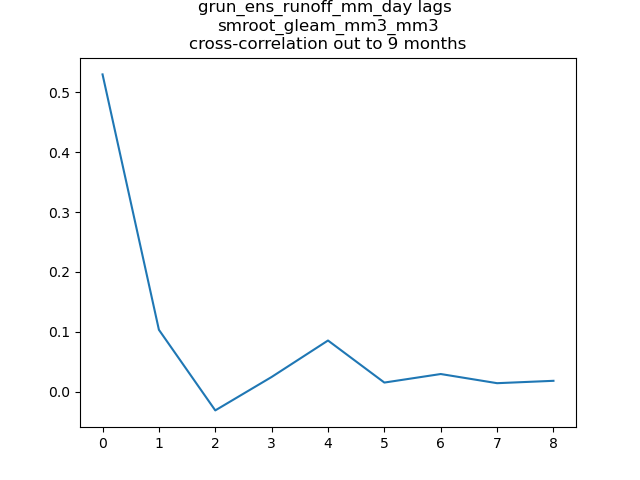 grun_ens_runoff_mm_day lags
smroot_gleam_mm3_mm3
cross-correlation out to 9 months
0.5
0.4
0.3
0.2
0.1
0.0
0 1 2 3 4 5 6 7 8